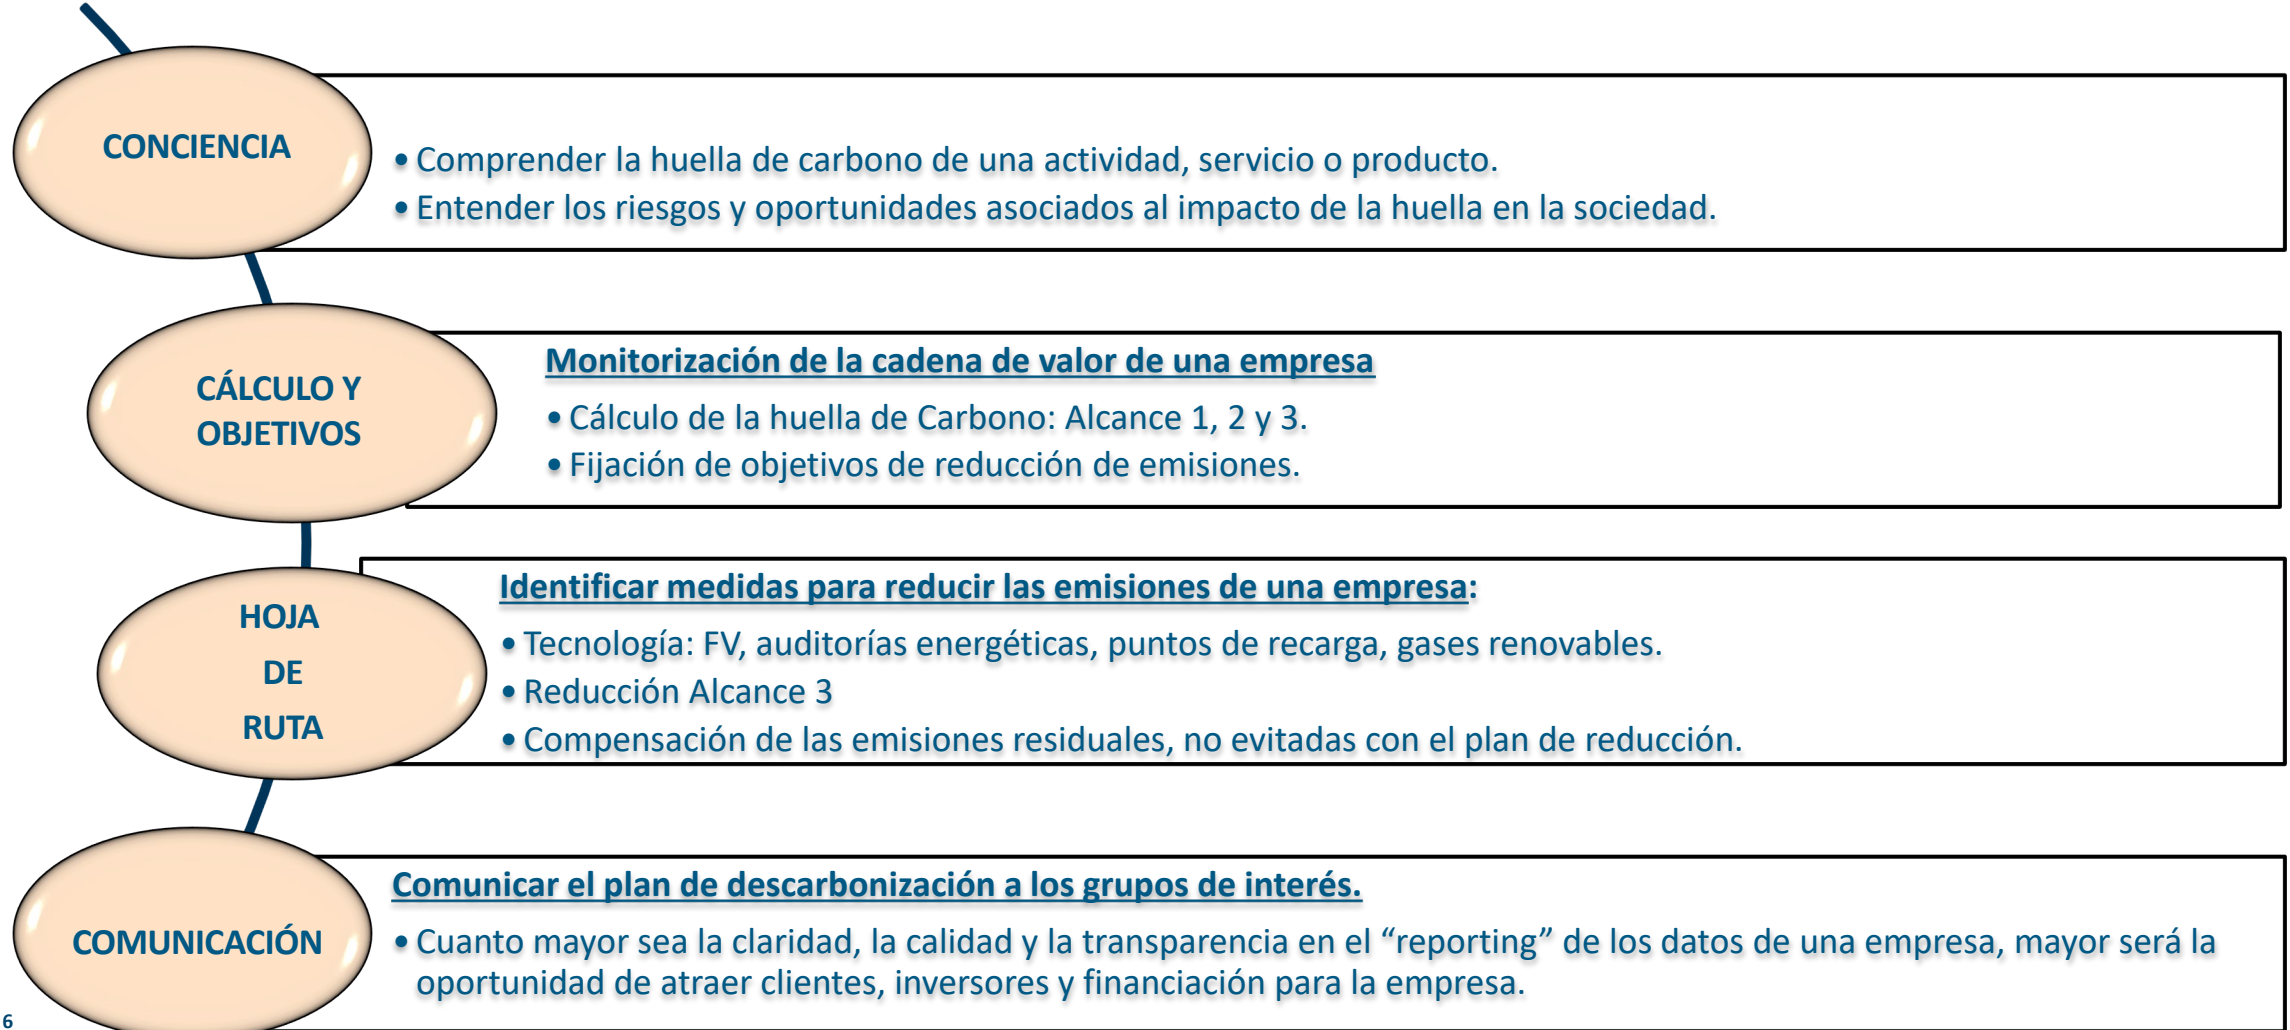 CONCIENCIA
• Comprender la huella de carbono de una actividad, servicio o producto.
• Entender los riesgos y oportunidades asociados al impacto de la huella en la sociedad.
CÁLCULO Y
OBJETIVOS
Monitorización de la cadena de valor de una empresa
• Cálculo de la huella de Carbono: Alcance 1, 2 y 3.
• Fijación de objetivos de reducción de emisiones.
HOJA
DE
RUTA
Identificar medidas para reducir las emisiones de una empresa:
• Tecnología: FV, auditorías energéticas, puntos de recarga, gases renovables.
• Reducción Alcance 3
• Compensación de las emisiones residuales, no evitadas con el plan de reducción.
COMUNICACIÓN
Comunicar el plan de descarbonización a los grupos de interés.
• Cuanto mayor sea la claridad, la calidad y la transparencia en el “reporting” de los datos de una empresa, mayor será la
oportunidad de atraer clientes, inversores y financiación para la empresa.
6